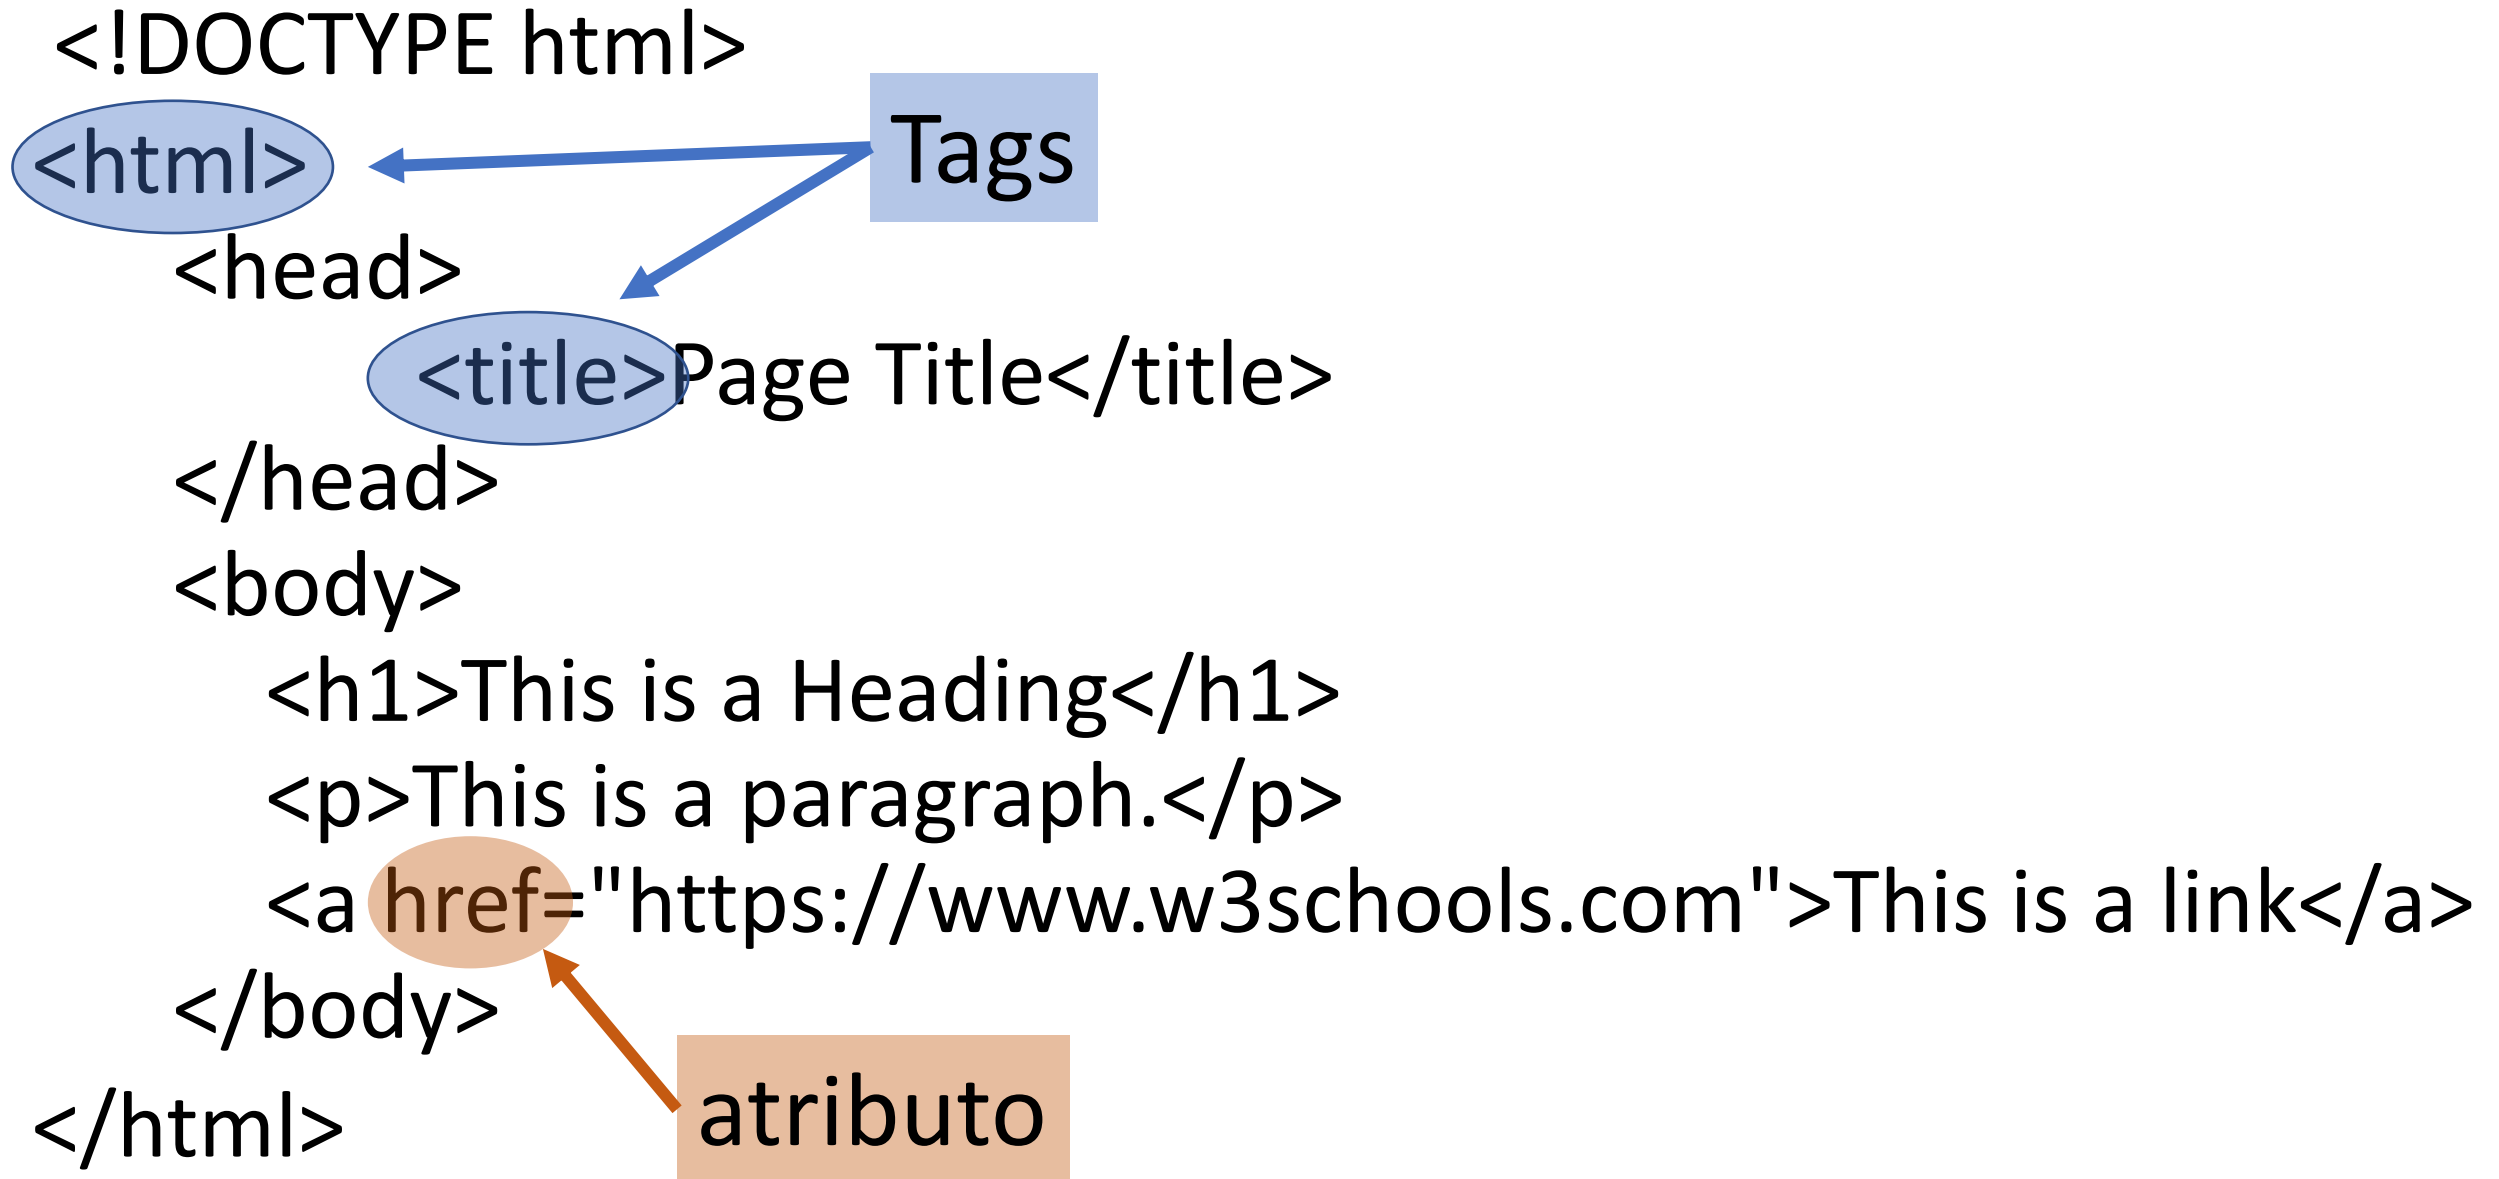 <!DOCTYPE html>
Tags
<html>
<head>
<title>Page Title</title>
</head>
<body>
<h1>This is a Heading</h1>
<p>This is a paragraph.</p>
<a href="https://www.w3schools.com">This is a link</a>
</body>
atributo
</html>